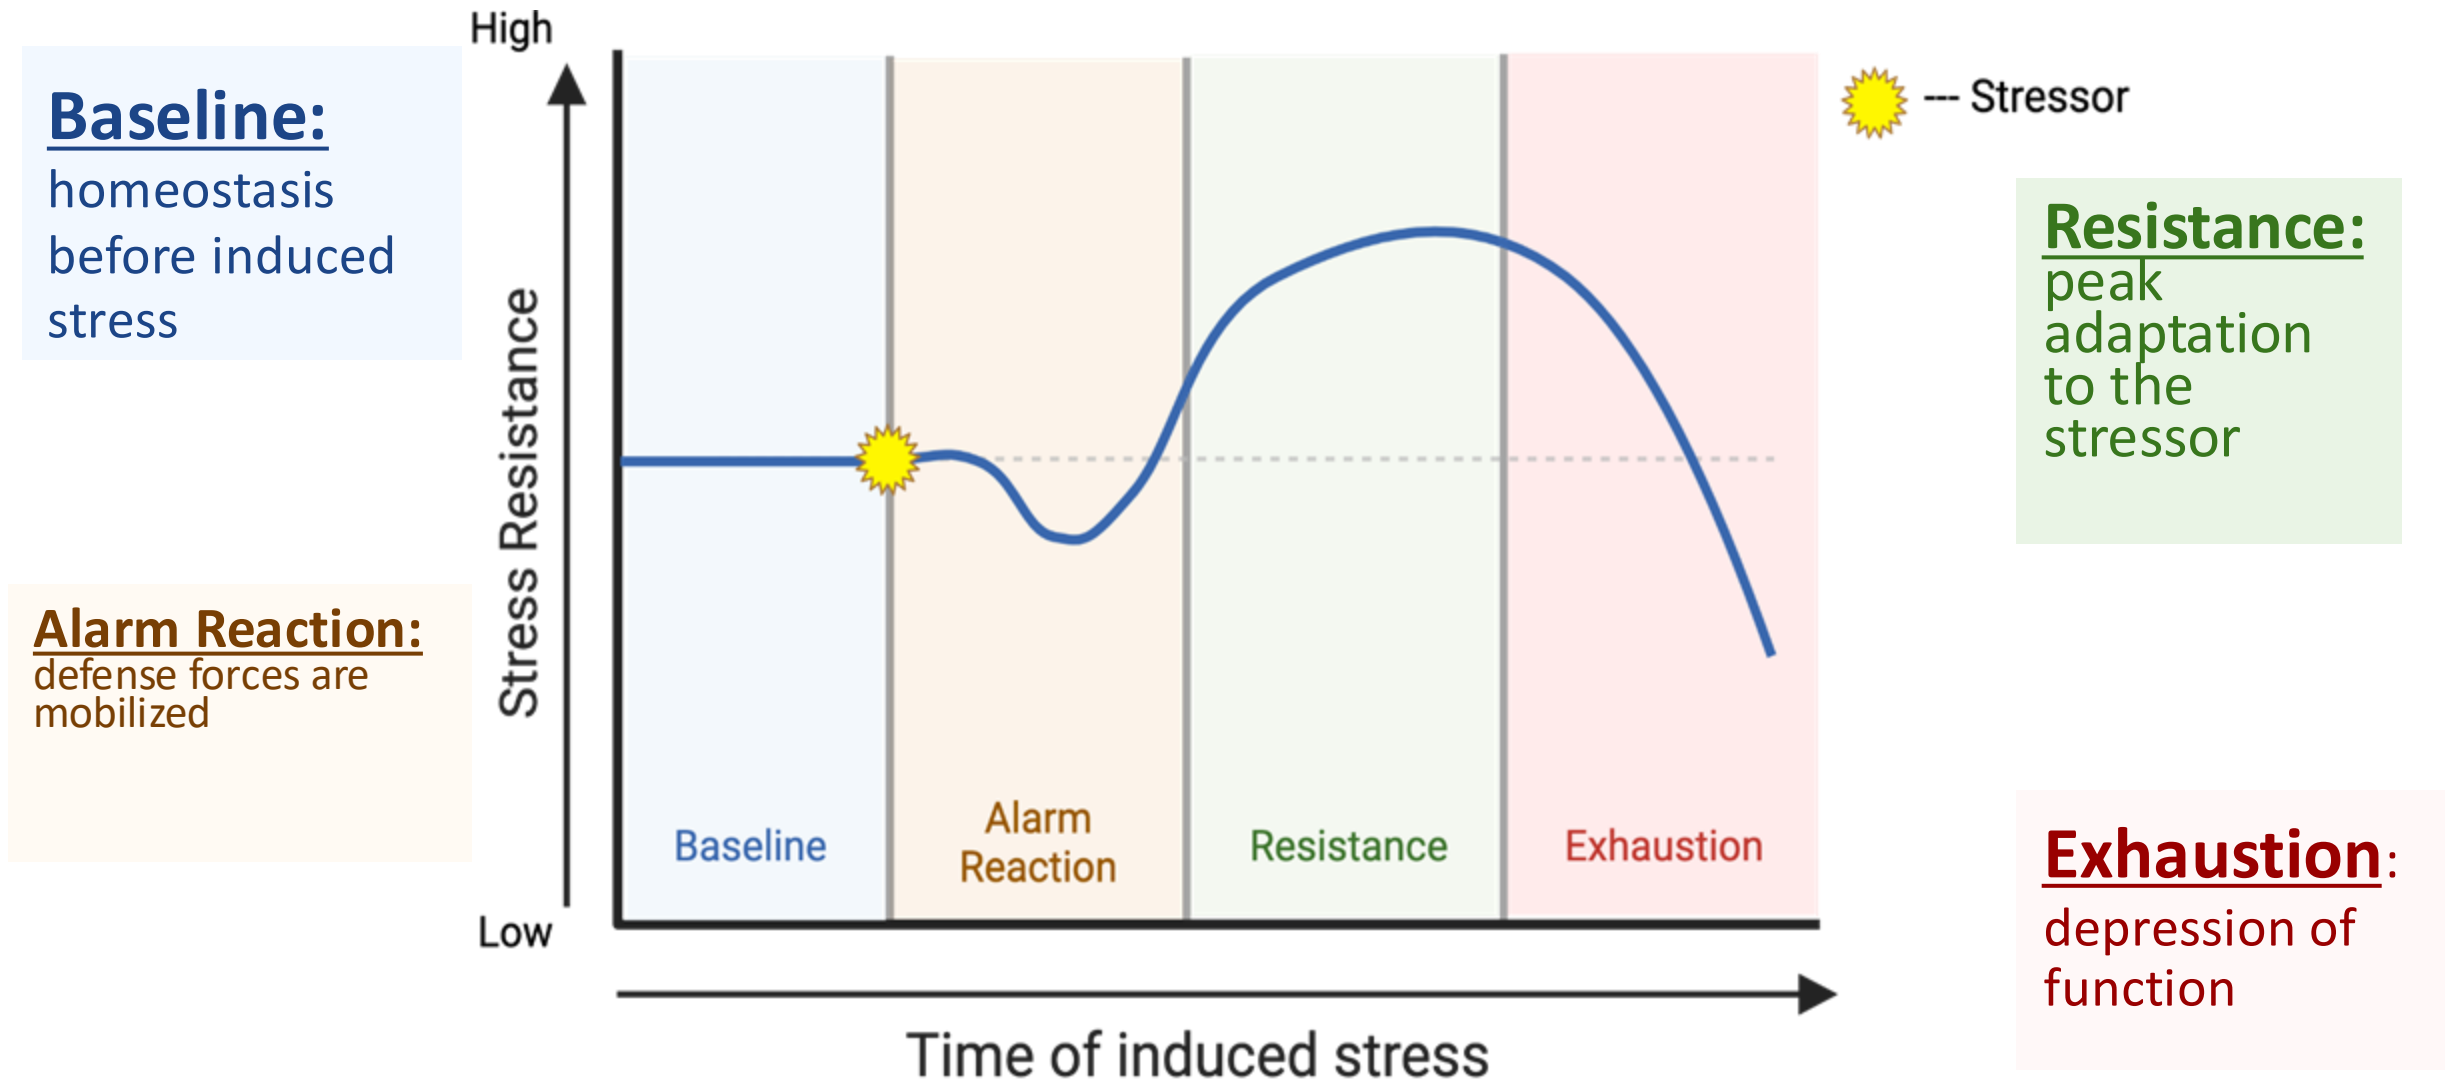 High
Baseline:
homeostasis
before induced
stress
Alarm Reaction:
defense forces are
mobilized
Stress Resistance
Low
Baseline
Alarm
Reaction
Resistance
Exhaustion
Time of induced stress
--- Stressor
Resistance:
peak
adaptation
to the
stressor
Exhaustion:
depression of
function